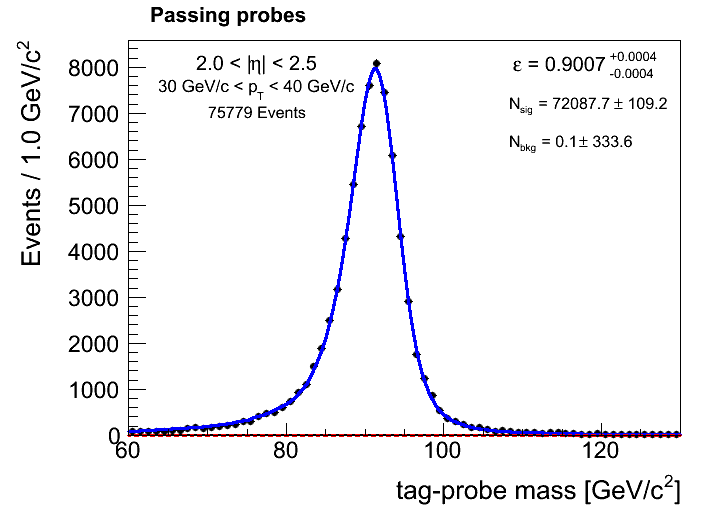 Passing probes
2.0 < |η| < 2.5
30 GeV/c < p_T < 40 GeV/c
75779 Events
ε = 0.9007 +0.0004 -0.0004
N_sig = 72087.7 ± 109.2
N_bkg = 0.1 ± 333.6
Events / 1.0 GeV/c²
8000
7000
6000
5000
4000
3000
2000
1000
0
60 80 100 120
tag-probe mass [GeV/c²]